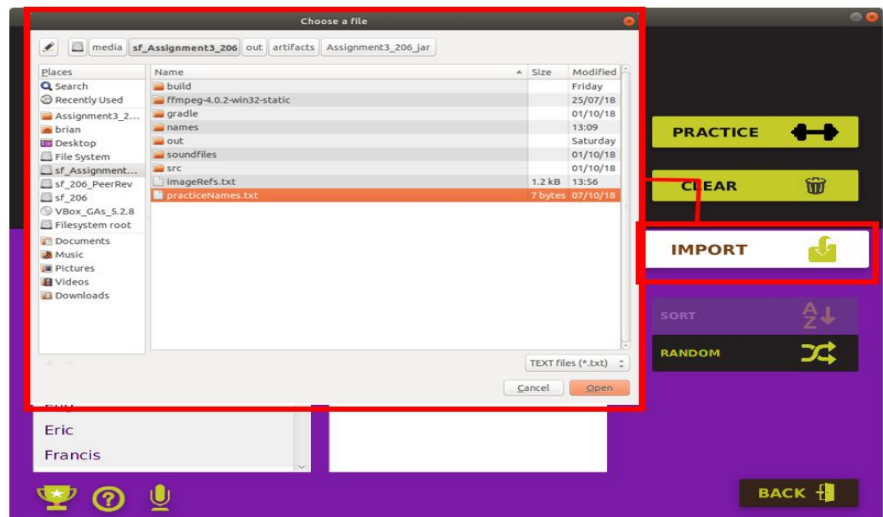 Choose a file
media sf_Assignment3_206 out artifacts Assignment3_206_jar
Places
Search
Recently Used
Assignment3_2...
brian
Desktop
File System
sf_Assignment...
sf_206_PeerRev
sf_206
VBox_GAs_5.2.8
Filesystem root
Documents
Music
Pictures
Videos
Downloads
Name Size Modified
build Friday
ffmpeg-4.0.2-win32-static 25/07/18
gradle 01/10/18
names 13:09
out Saturday
soundfiles 01/10/18
src 01/10/18
imageRefs.txt 1.2 kB 13:56
practiceNames.txt 7 bytes 07/10/18
TEXT files (*.txt)
Cancel Open
PRACTICE
CLEAR
IMPORT
SORT
A
Z
RANDOM
Eric
Francis
?
BACK